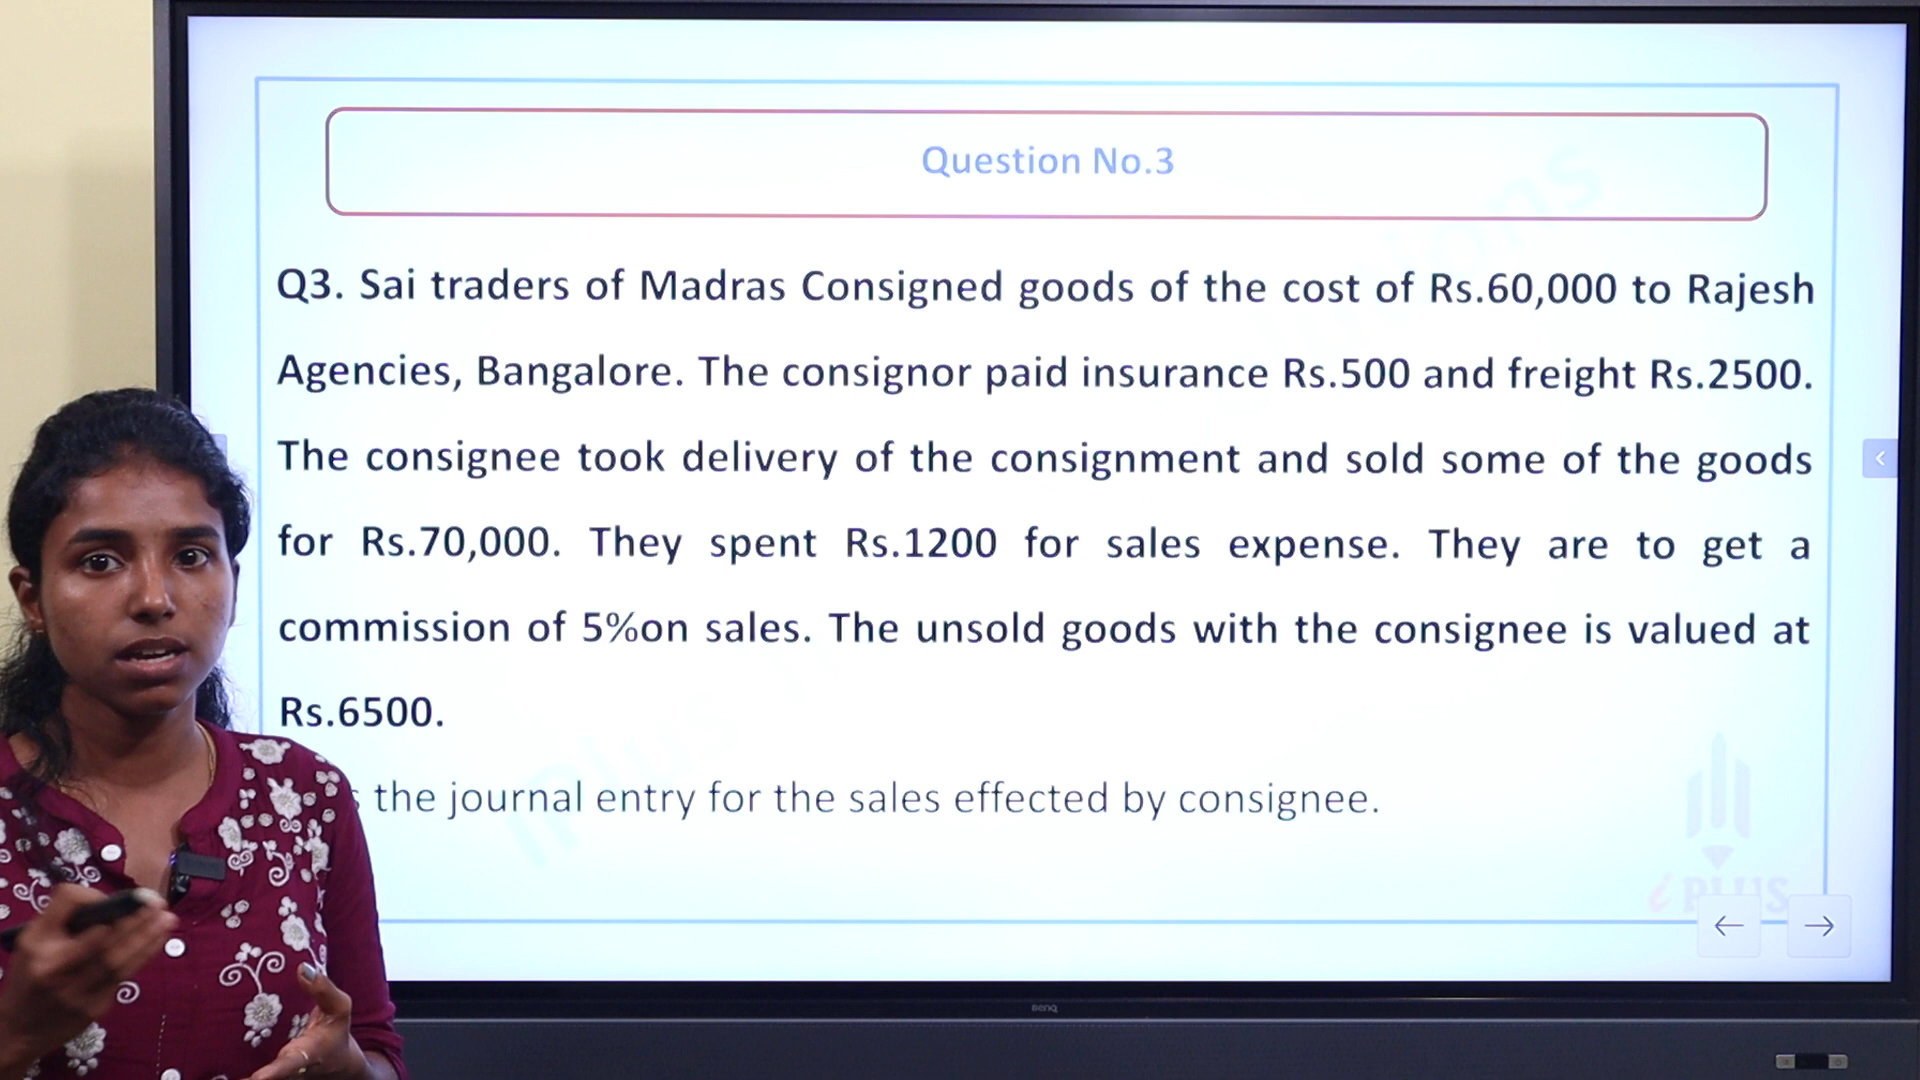 Question No.3
Q3. Sai traders of Madras Consigned goods of the cost of Rs.60,000 to Rajesh
Agencies, Bangalore. The consignor paid insurance Rs.500 and freight Rs.2500.
The consignee took delivery of the consignment and sold some of the goods
for Rs.70,000. They spent Rs.1200 for sales expense. They are to get a
commission of 5%on sales. The unsold goods with the consignee is valued at
Rs.6500.
the journal entry for the sales effected by consignee.
i PLUS
BenQ